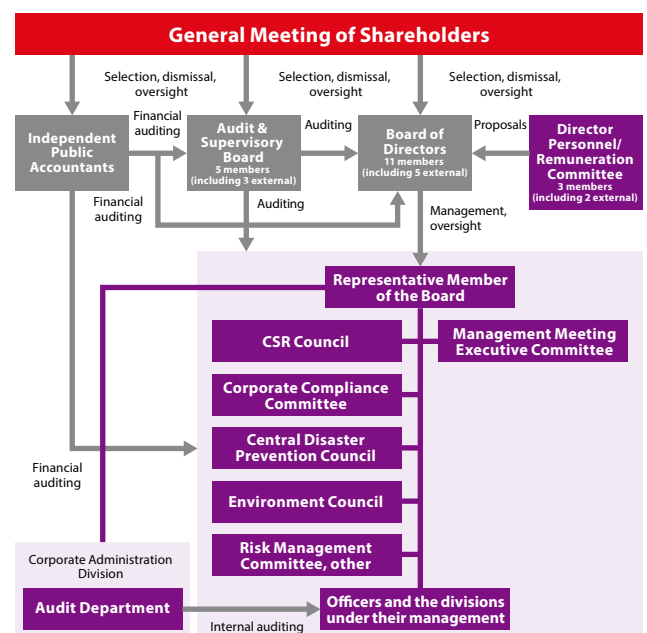 General Meeting of Shareholders
Selection, dismissal,
oversight
Selection, dismissal,
oversight
Selection, dismissal,
oversight
Independent
Public
Accountants
Financial
auditing
Audit &
Supervisory
Board
5 members
(including 3 external)
Auditing
Board of
Directors
11 members
(including 5 external)
Proposals
Director
Personnel/
Remuneration
Committee
3 members
(including 2 external)
Financial
auditing
Auditing
Management,
oversight
Representative Member
of the Board
CSR Council
Management Meeting
Executive Committee
Corporate Compliance
Committee
Central Disaster
Prevention Council
Financial
auditing
Environment Council
Risk Management
Committee, other
Corporate Administration
Division
Audit Department
Internal auditing
Officers and the divisions
under their management